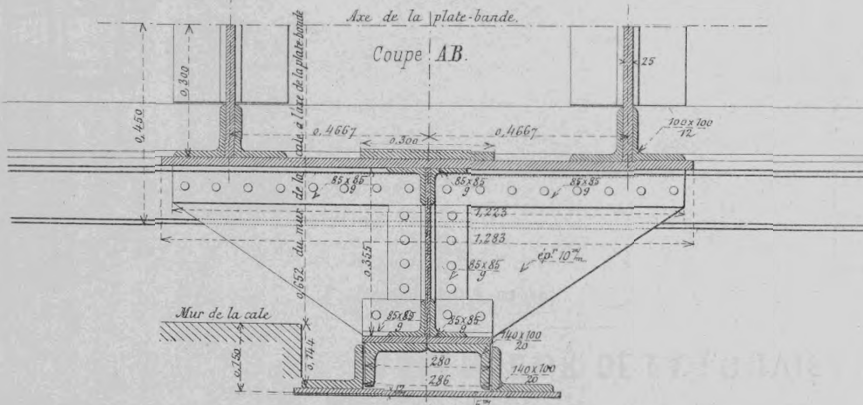 Axe de la plate-bande.
Coupe AB.
0,300
0,450
25
0,4667
0,4667
0,300
100x100
12
85x85
9
85x85
9
85x85
9
1,223
1,283
0,652 du mur de la cale à l'axe de la plate bande
0,355
85x85
9
ép.r 10 m/m
Mur de la cale
85x85
9
85x85
9
140x100
20
0,150
0,144
280
286
140x100
20
12